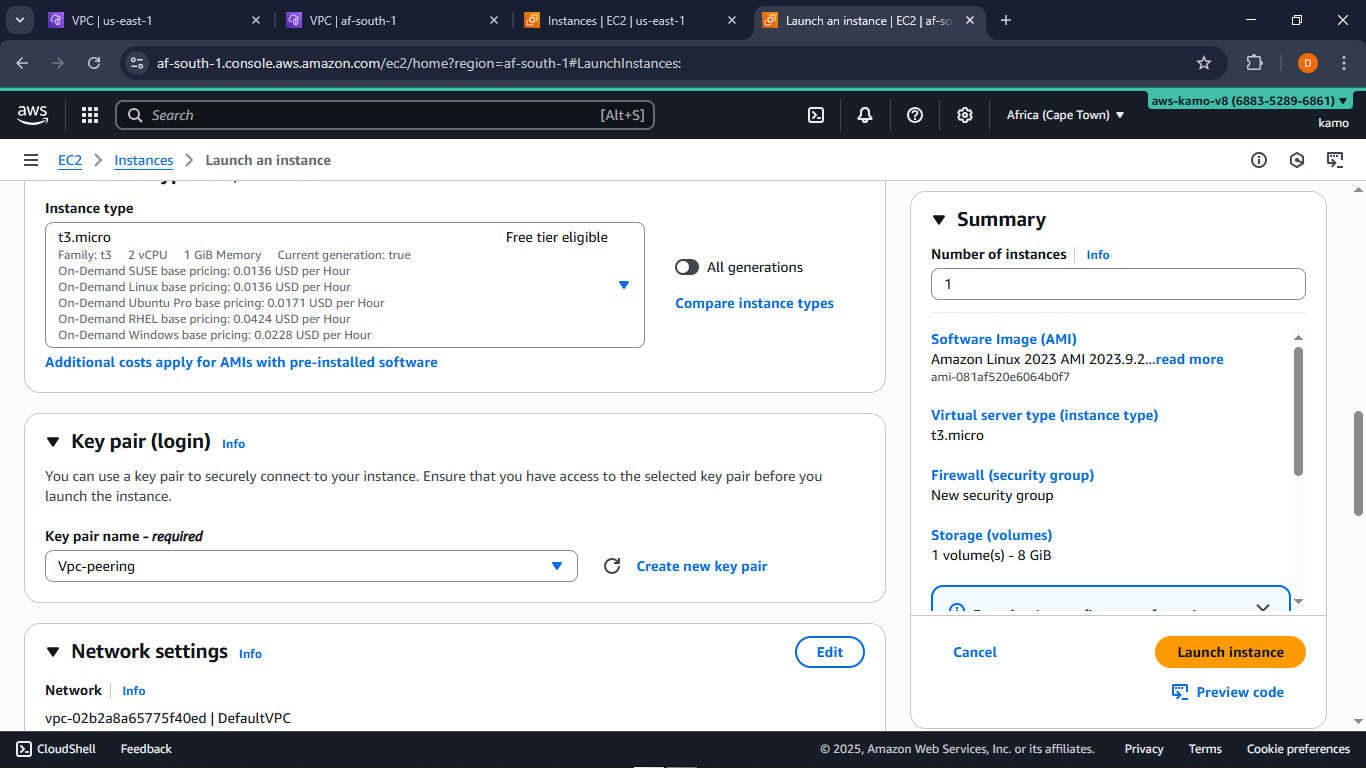 VPC | us-east-1
VPC | af-south-1
Instances | EC2 | us-east-1
Launch an instance | EC2 | af-so
af-south-1.console.aws.amazon.com/ec2/home?region=af-south-1#LaunchInstances:
D
aws
Search
[Alt+S]
Africa (Cape Town)
aws-kamo-v8 (6883-5289-6861)
kamo
EC2
Instances
Launch an instance
Instance type
t3.micro
Free tier eligible
Family: t3 2 vCPU 1 GiB Memory Current generation: true
On-Demand SUSE base pricing: 0.0136 USD per Hour
On-Demand Linux base pricing: 0.0136 USD per Hour
On-Demand Ubuntu Pro base pricing: 0.0171 USD per Hour
On-Demand RHEL base pricing: 0.0424 USD per Hour
On-Demand Windows base pricing: 0.0228 USD per Hour
All generations
Compare instance types
Additional costs apply for AMIs with pre-installed software
Key pair (login) Info
You can use a key pair to securely connect to your instance. Ensure that you have access to the selected key pair before you
launch the instance.
Key pair name - required
Vpc-peering
Create new key pair
Network settings Info
Edit
Network Info
vpc-02b2a8a65775f40ed | DefaultVPC
Summary
Number of instances Info
1
Software Image (AMI)
Amazon Linux 2023 AMI 2023.9.2...read more
ami-081af520e6064b0f7
Virtual server type (instance type)
t3.micro
Firewall (security group)
New security group
Storage (volumes)
1 volume(s) - 8 GiB
Cancel
Launch instance
Preview code
CloudShell
Feedback
© 2025, Amazon Web Services, Inc. or its affiliates.
Privacy
Terms
Cookie preferences